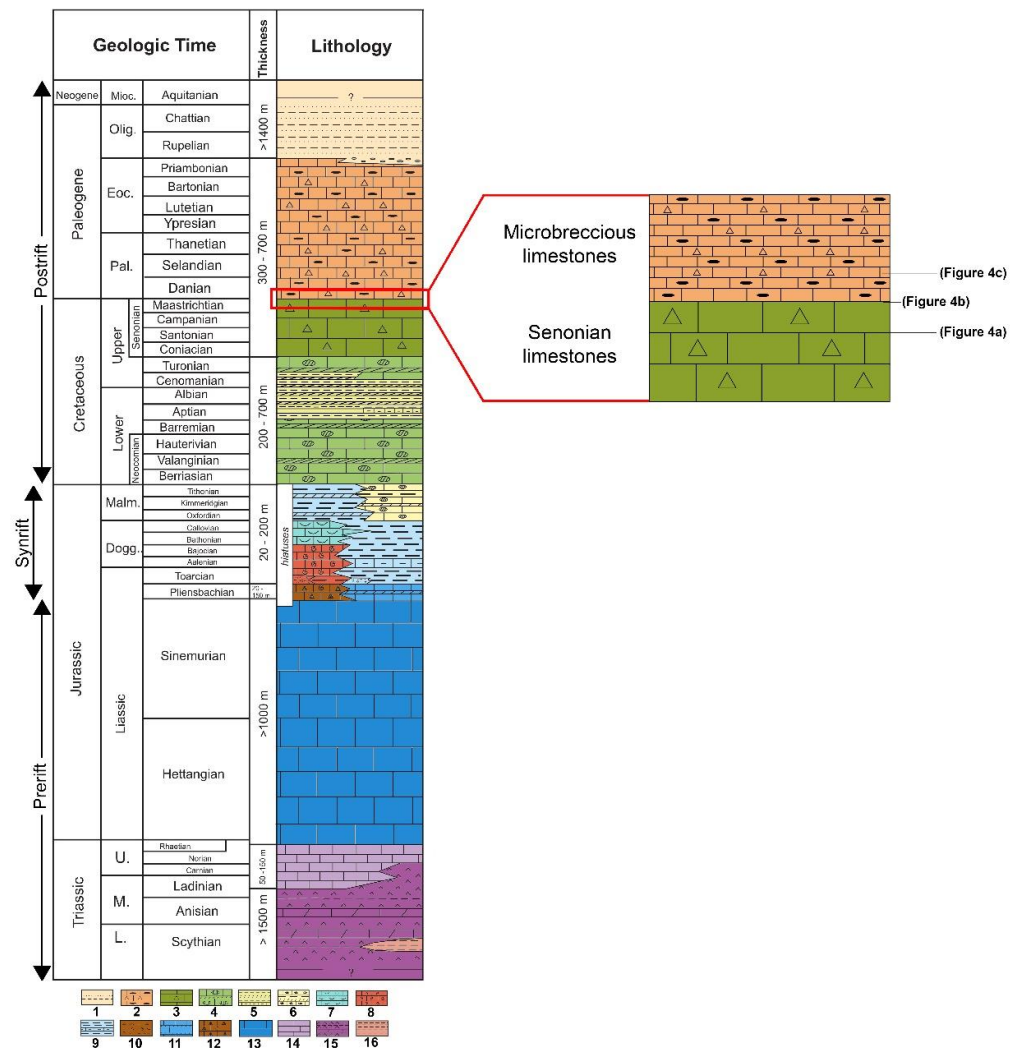 Geologic Time
Thickness
Lithology
Postrift
Synrift
Prerift
Neogene
Mioc.
Aquitanian
?
Paleogene
Olig.
Chattian
Rupelian
>1400 m
Eoc.
Priambonian
Bartonian
Lutetian
Ypresian
Pal.
Thanetian
Selandian
Danian
300 - 700 m
Cretaceous
Upper
Senonian
Maastrichtian
Campanian
Santonian
Coniacian
Turonian
Cenomanian
Lower
Albian
Aptian
Barremian
Neocomian
Hauterivian
Valanginian
Berriasian
200 - 700 m
Jurassic
Malm.
Tithonian
Kimmerigian
Oxfordian
Dogg.
Callovian
Bathonian
Bajocian
Aalenian
20 - 200 m
hiatuses
Liassic
Toarcian
Pliensbachian
150 m
Sinemurian
Hettangian
>1000 m
Triassic
U.
Rhaetian
Norian
Carnian
50 -150 m
M.
Ladinian
Anisian
L.
Scythian
> 1500 m
?
Microbreccious
limestones
Senonian
limestones
(Figure 4c)
(Figure 4b)
(Figure 4a)
1 2 3 4 5 6 7 8
9 10 11 12 13 14 15 16